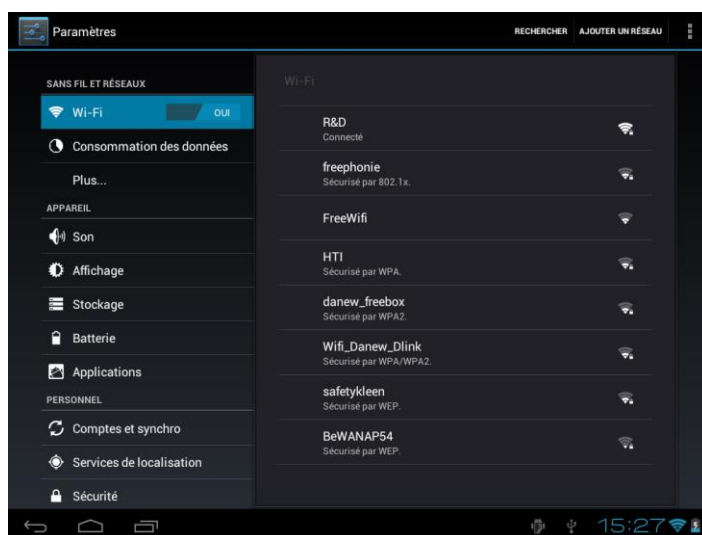 Paramètres
RECHERCHER
AJOUTER UN RÉSEAU
SANS FIL ET RÉSEAUX
Wi-Fi
OUI
Consommation des données
Plus...
APPAREIL
Son
Affichage
Stockage
Batterie
Applications
PERSONNEL
Comptes et synchro
Services de localisation
Sécurité
Wi-Fi
R&D
Connecté
freephonie
Sécurisé par 802.1x.
FreeWifi
HTI
Sécurisé par WPA.
danew_freebox
Sécurisé par WPA2.
Wifi_Danew_Dlink
Sécurisé par WPA/WPA2.
safetykleen
Sécurisé par WEP.
BeWANAP54
Sécurisé par WEP.
15:27